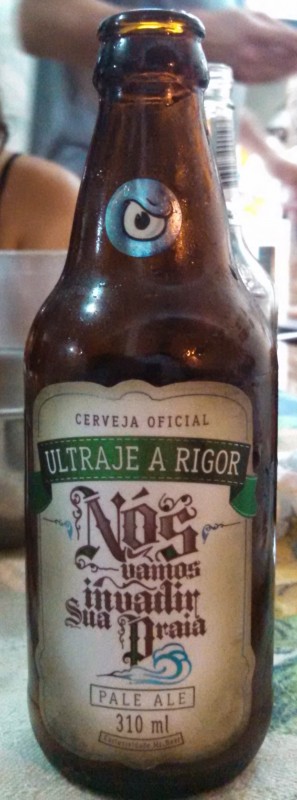 CERVEJA OFICIAL
ULTRAJE A RIGOR
Nós
vamos
invadir
Sua Praia
PALE ALE
310 ml